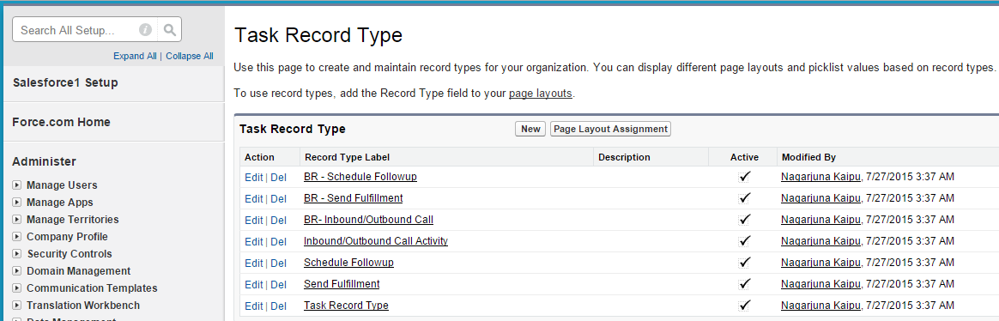 Search All Setup...
Expand All | Collapse All
Salesforce1 Setup
Force.com Home
Administer
Manage Users
Manage Apps
Manage Territories
Company Profile
Security Controls
Domain Management
Communication Templates
Translation Workbench
Data Management
Task Record Type
Use this page to create and maintain record types for your organization. You can display different page layouts and picklist values based on record types.
To use record types, add the Record Type field to your page layouts.
Task Record Type New Page Layout Assignment
Action Record Type Label Description Active Modified By
Edit | Del BR - Schedule Followup Nagarjuna Kaipu, 7/27/2015 3:37 AM
Edit | Del BR - Send Fulfillment Nagarjuna Kaipu, 7/27/2015 3:37 AM
Edit | Del BR- Inbound/Outbound Call Nagarjuna Kaipu, 7/27/2015 3:37 AM
Edit | Del Inbound/Outbound Call Activity Nagarjuna Kaipu, 7/27/2015 3:37 AM
Edit | Del Schedule Followup Nagarjuna Kaipu, 7/27/2015 3:37 AM
Edit | Del Send Fulfillment Nagarjuna Kaipu, 7/27/2015 3:37 AM
Edit | Del Task Record Type Nagarjuna Kaipu, 7/27/2015 3:37 AM